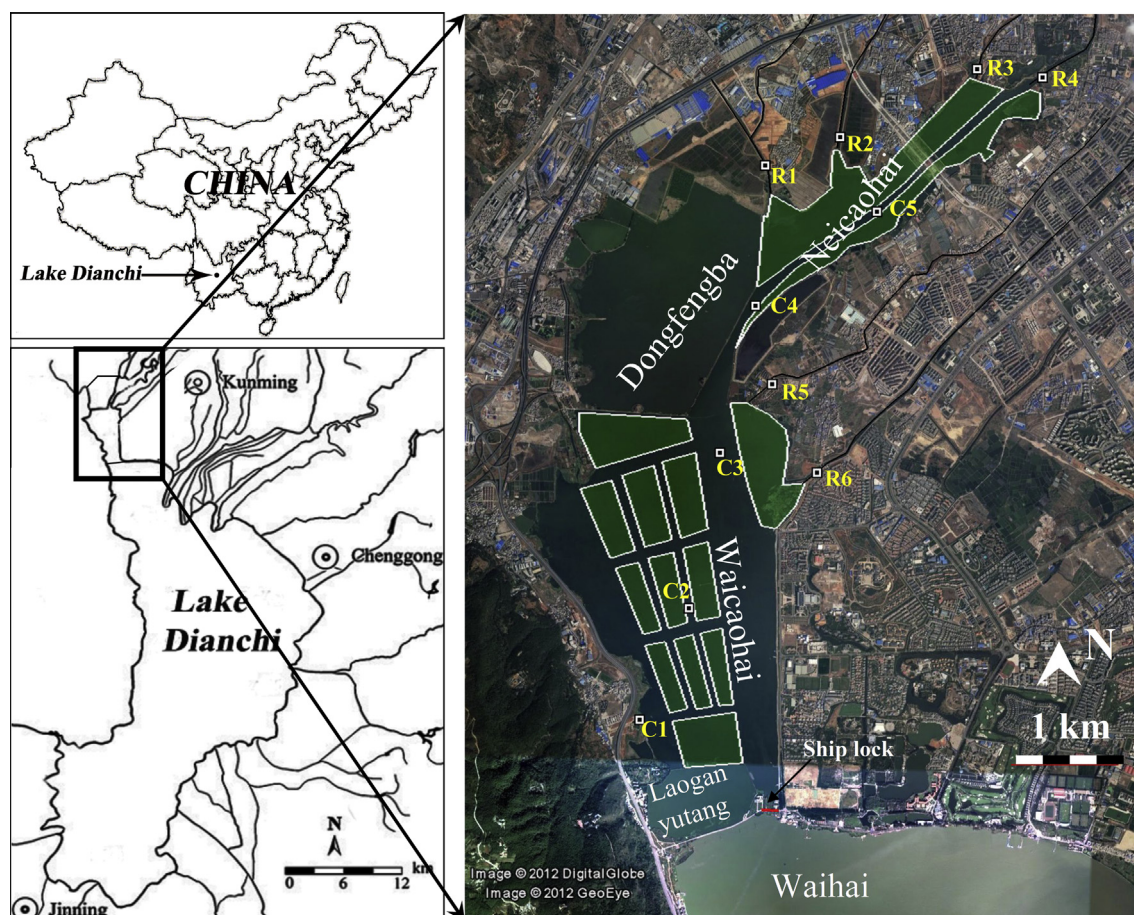 CHINA
Lake Dianchi
Kunming
Chenggong
Lake
Dianchi
N
0 6 12 km
Jinning
R3
R4
R2
R1
C5
Neicaohai
C4
Dongfengba
R5
C3
R6
C2
Waicaohai
N
C1
1 km
Ship lock
Laogan
yutang
Image © 2012 DigitalGlobe
Image © 2012 GeoEye
Waihai